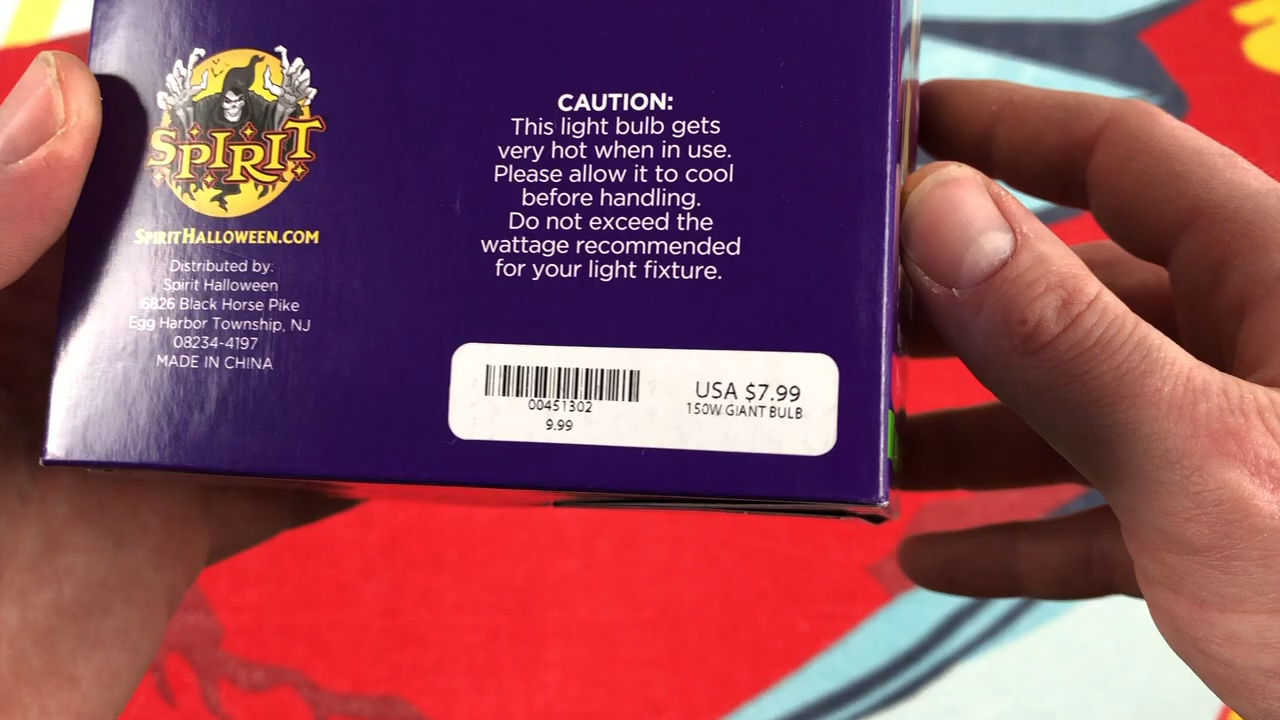 SPIRIT
SPIRITHALLOWEEN.COM
Distributed by:
Spirit Halloween
6826 Black Horse Pike
Egg Harbor Township, NJ
08234-4197
MADE IN CHINA
CAUTION:
This light bulb gets
very hot when in use.
Please allow it to cool
before handling.
Do not exceed the
wattage recommended
for your light fixture.
00451302
9.99
USA $7.99
150W GIANT BULB